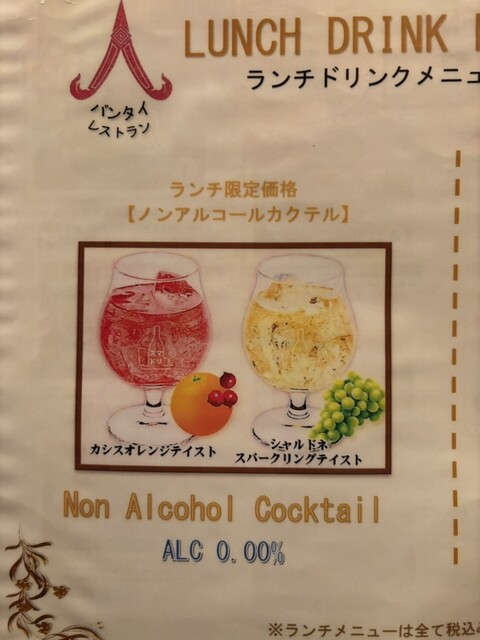 LUNCH DRINK
ランチドリンクメニュ
バンタイ
レストラン
ランチ限定価格
【ノンアルコールカクテル】
スマ
ドリ
カシスオレンジテイスト
シャルドネ
スパークリングテイスト
Non Alcohol Cocktail
ALC 0.00%
※ランチメニューは全て税込